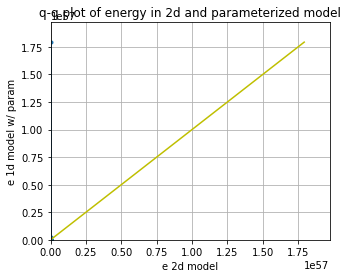 q-q plot of energy in 2d and parameterized model
1e57
1.75
1.50
1.25
1.00
0.75
0.50
0.25
0.00
e 1d model w/ param
0.00 0.25 0.50 0.75 1.00 1.25 1.50 1.75
e 2d model
1e57